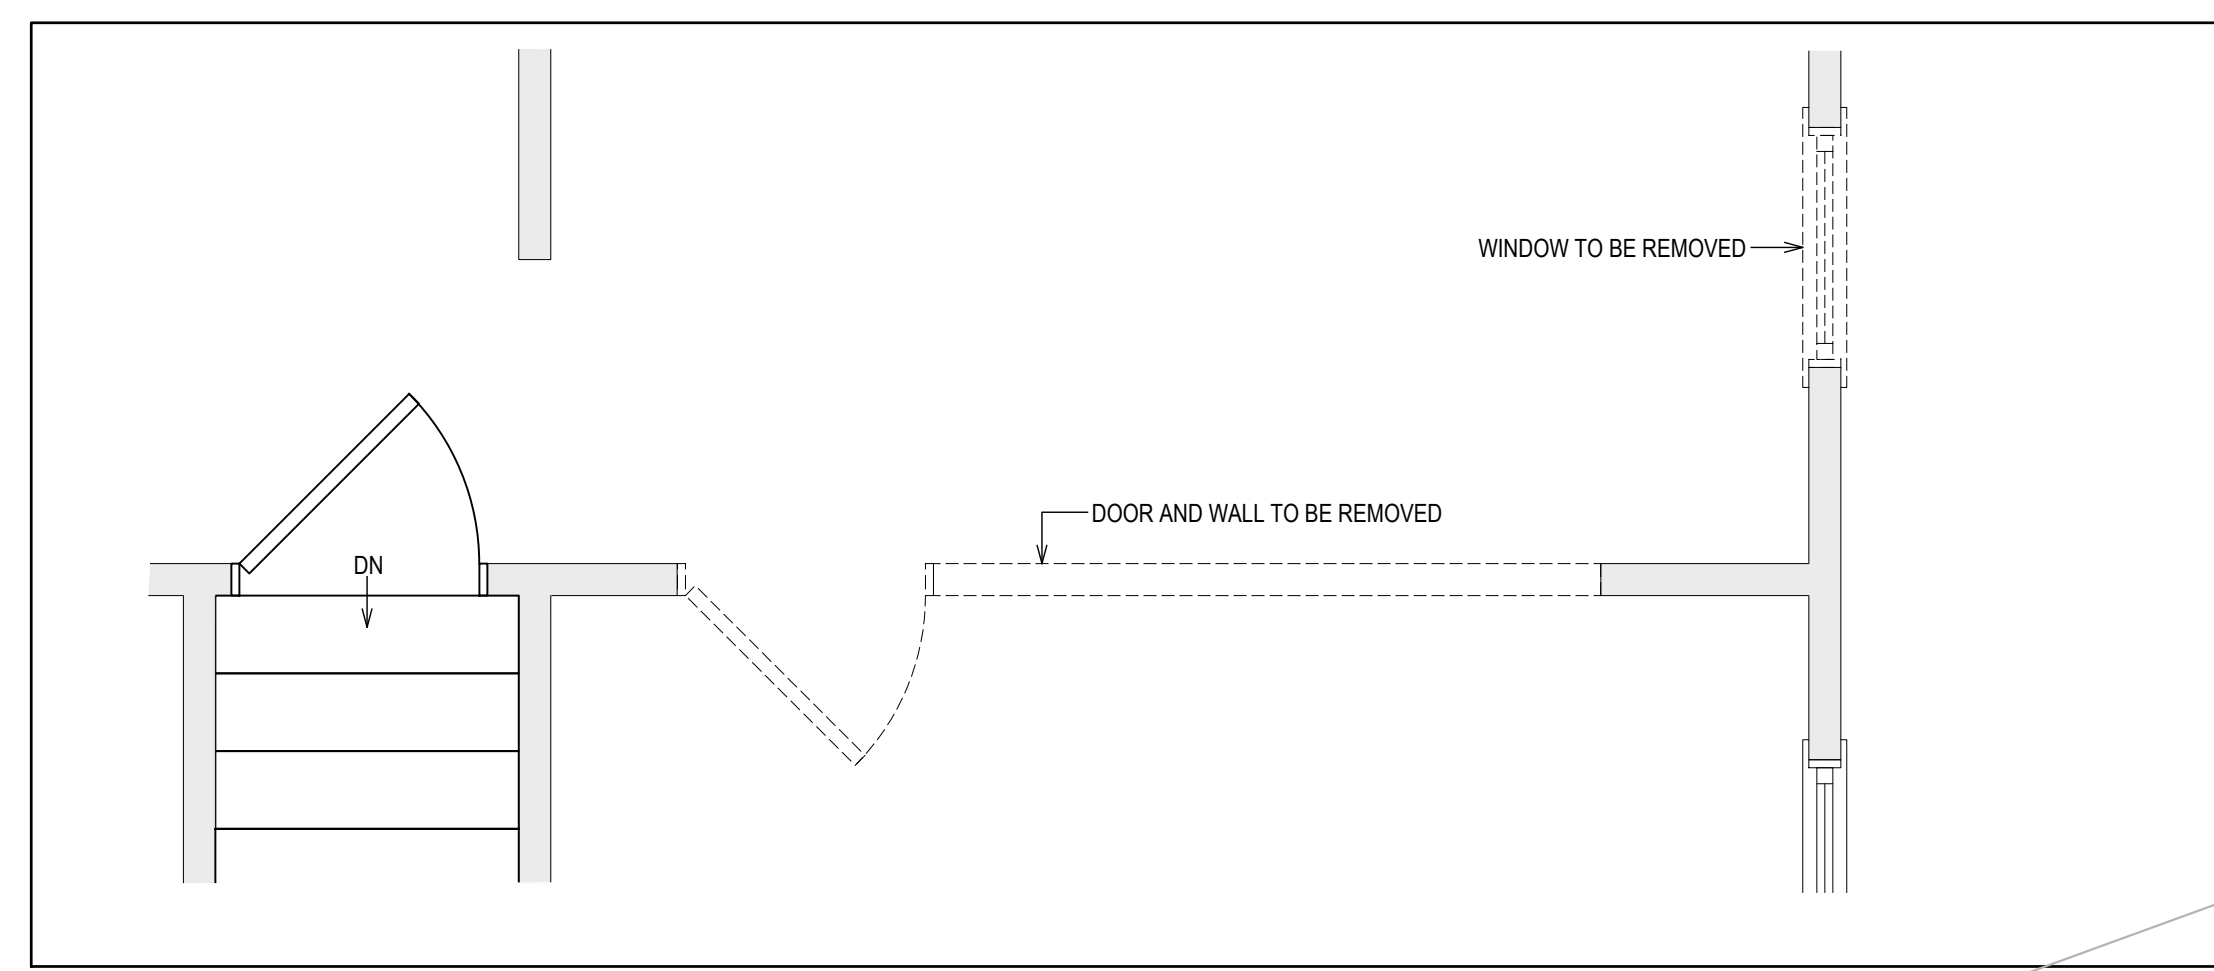 WINDOW TO BE REMOVED
DOOR AND WALL TO BE REMOVED
DN